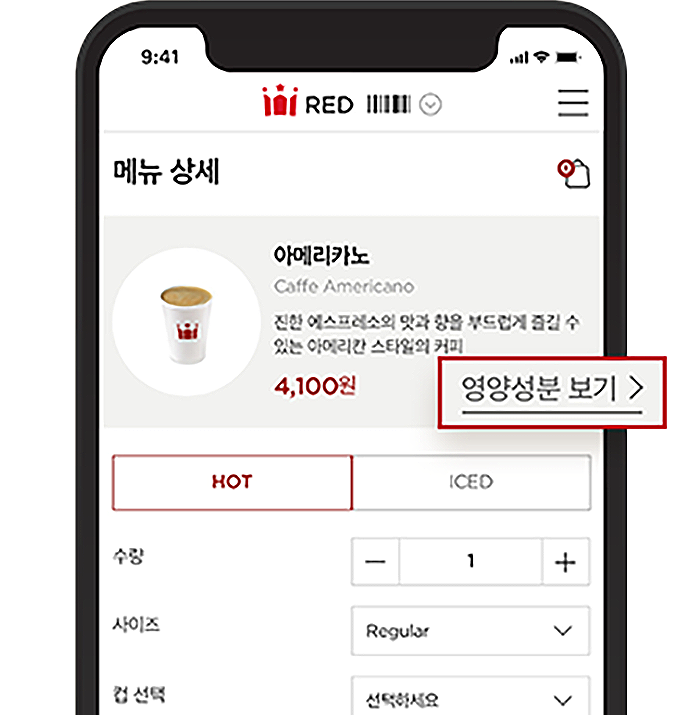 9:41
RED
메뉴 상세
0
아메리카노
Caffe Americano
진한 에스프레소의 맛과 향을 부드럽게 즐길 수
있는 아메리칸 스타일의 커피
4,100원
영양성분 보기 >
HOT
ICED
수량
— 1 +
사이즈
Regular
컵 선택
선택하세요